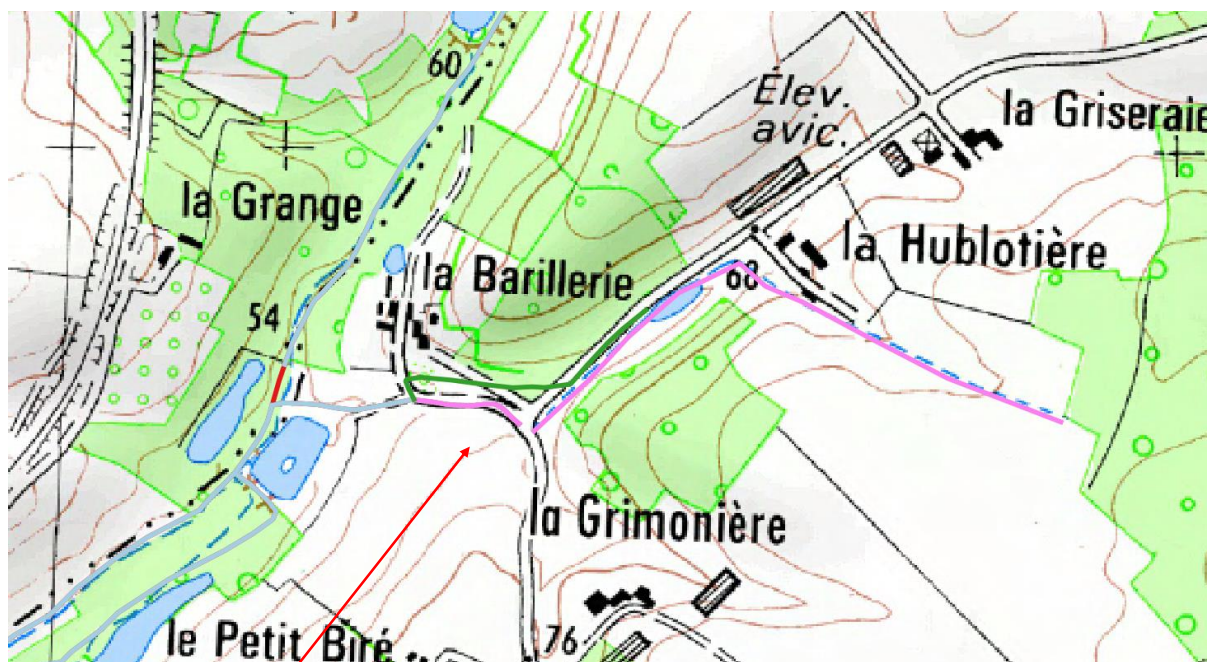 60
Élev.
avic.
la Griseraie
la Grange
la Hublotière
la Barillerie
68
54
la Grimonière
le Petit Biré
76